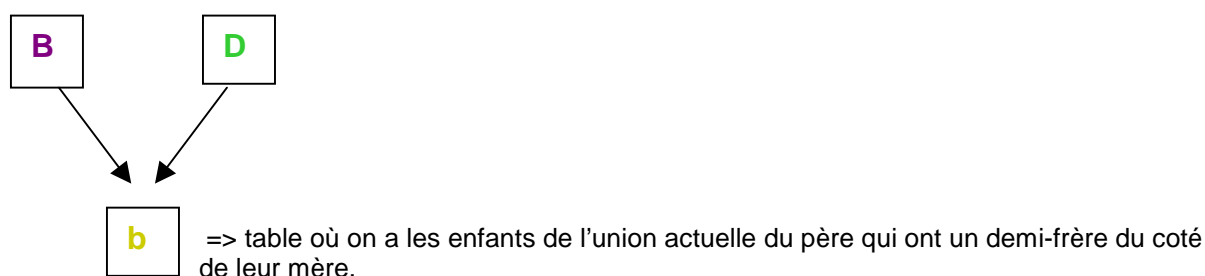 B D
b => table où on a les enfants de l’union actuelle du père qui ont un demi-frère du coté
de leur mère.